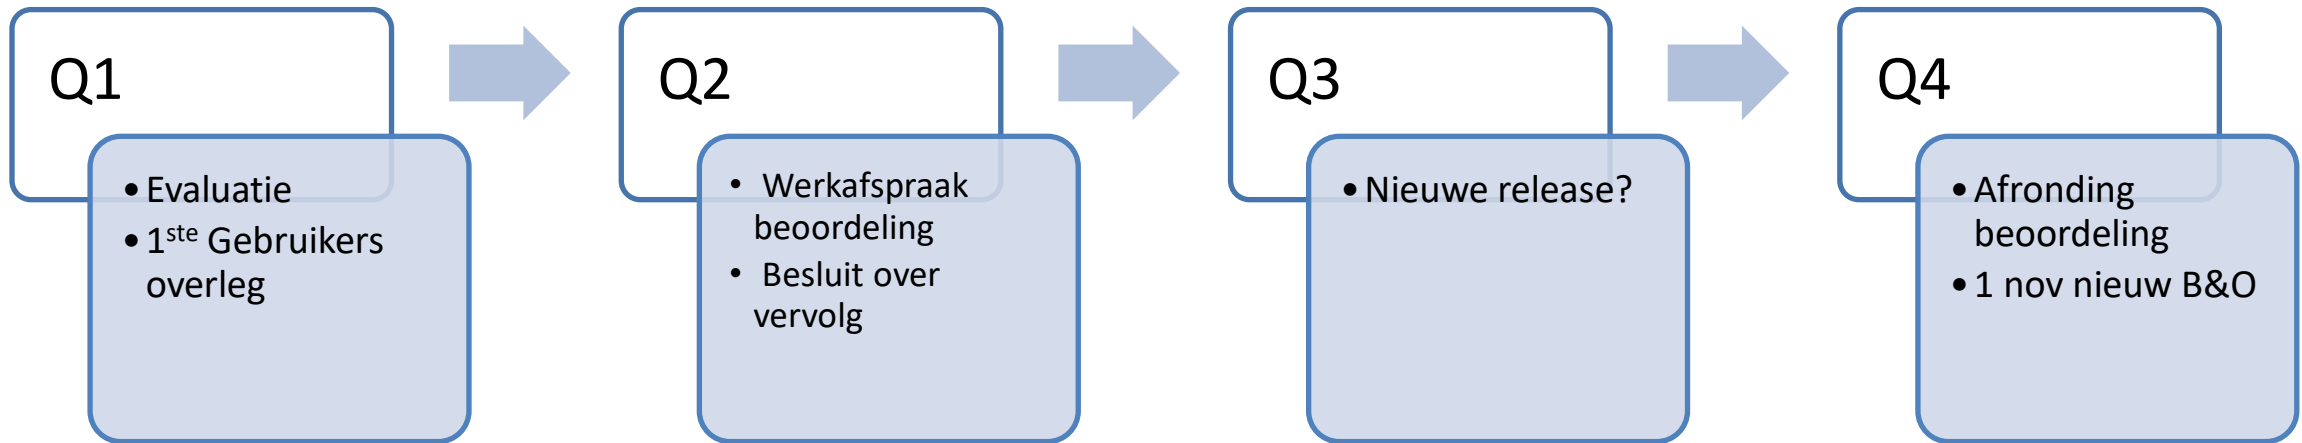 Q1
• Evaluatie
• 1ste Gebruikers
overleg
Q2
• Werkafspraak
beoordeling
• Besluit over
vervolg
Q3
• Nieuwe release?
Q4
• Afronding
beoordeling
• 1 nov nieuw B&O